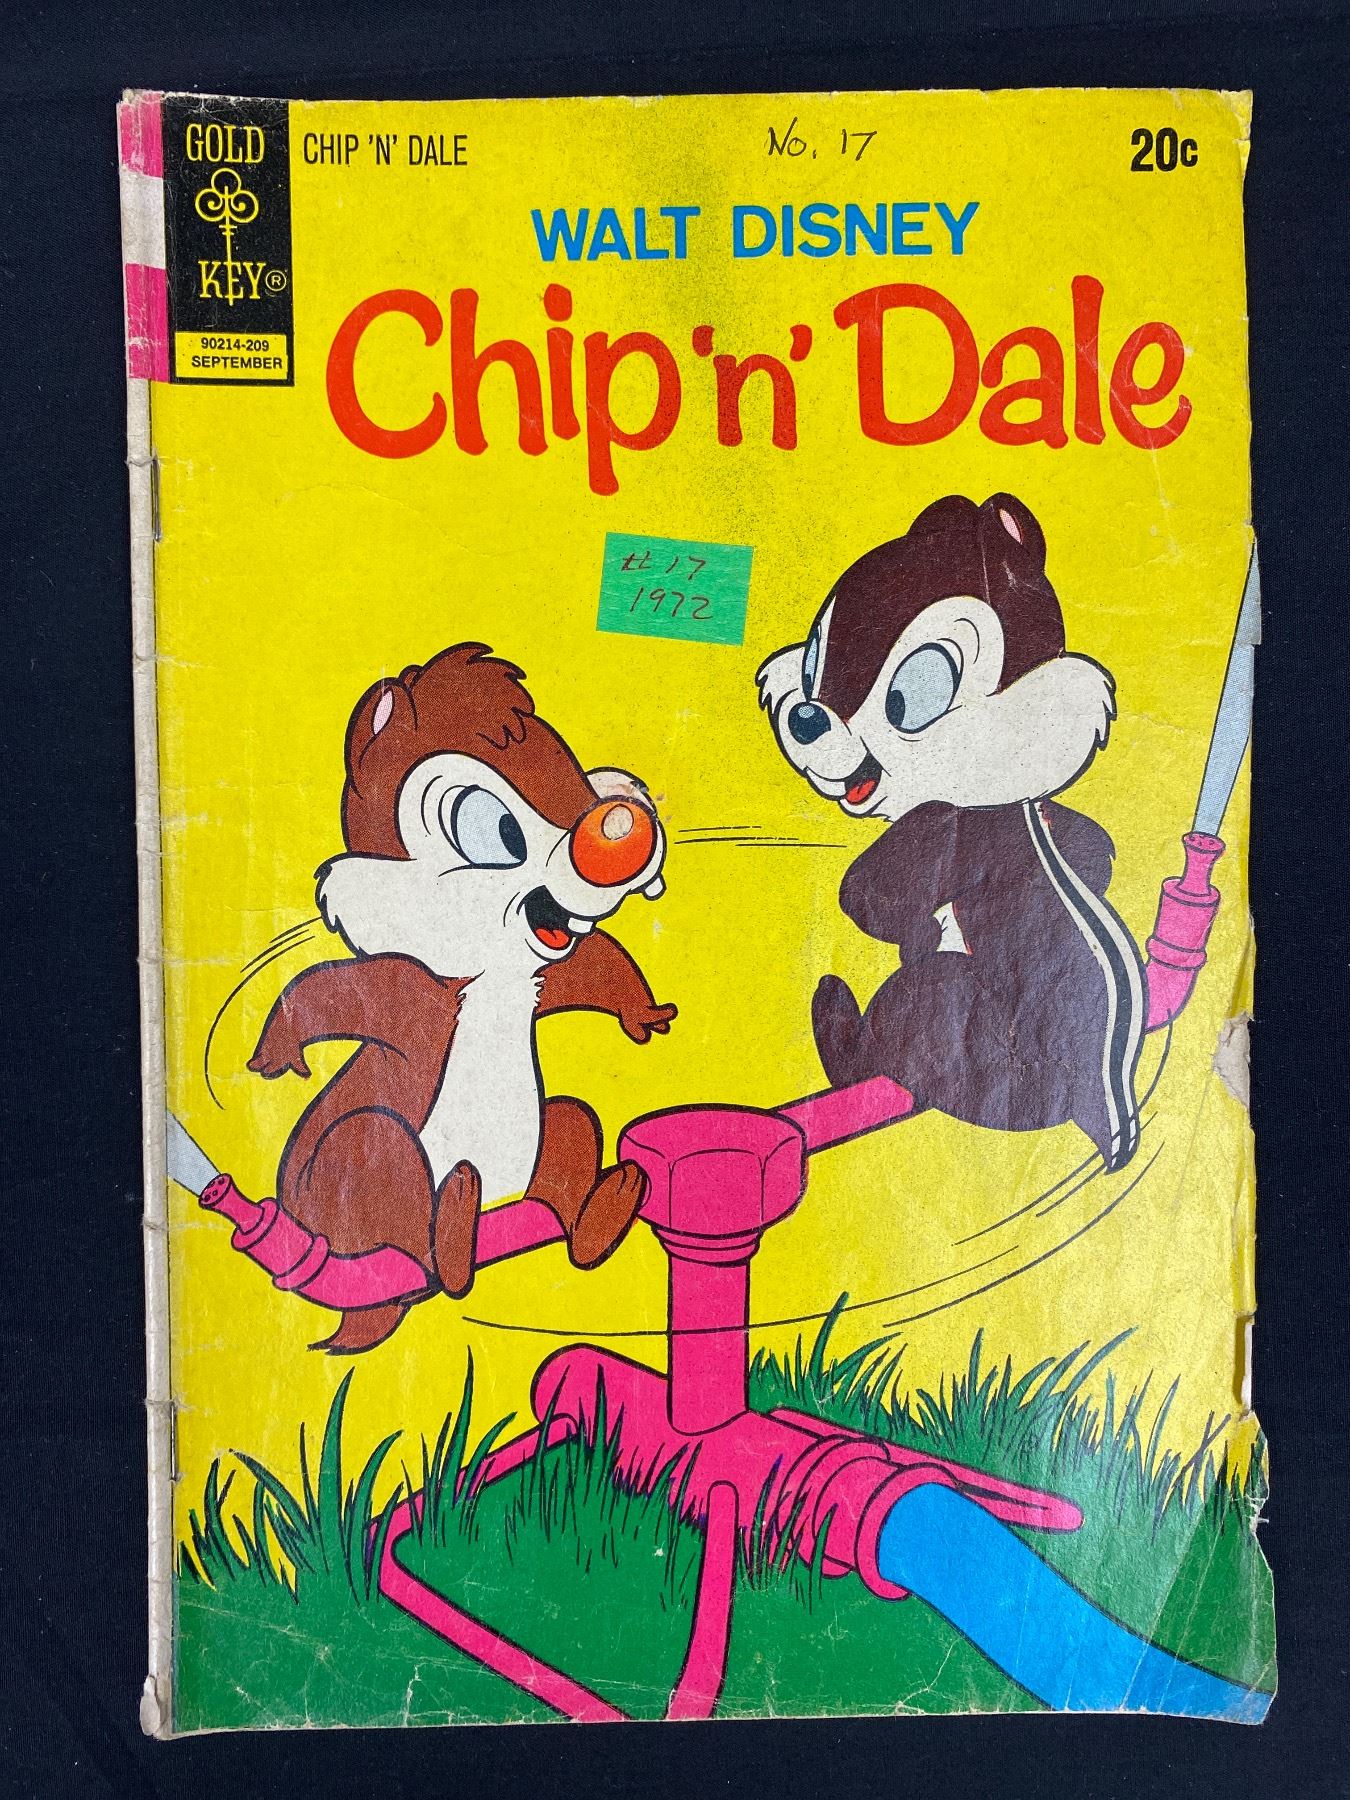 GOLD
KEY®
90214-209
SEPTEMBER
CHIP 'N' DALE
No. 17
20c
WALT DISNEY
Chip 'n' Dale
# 17
1972